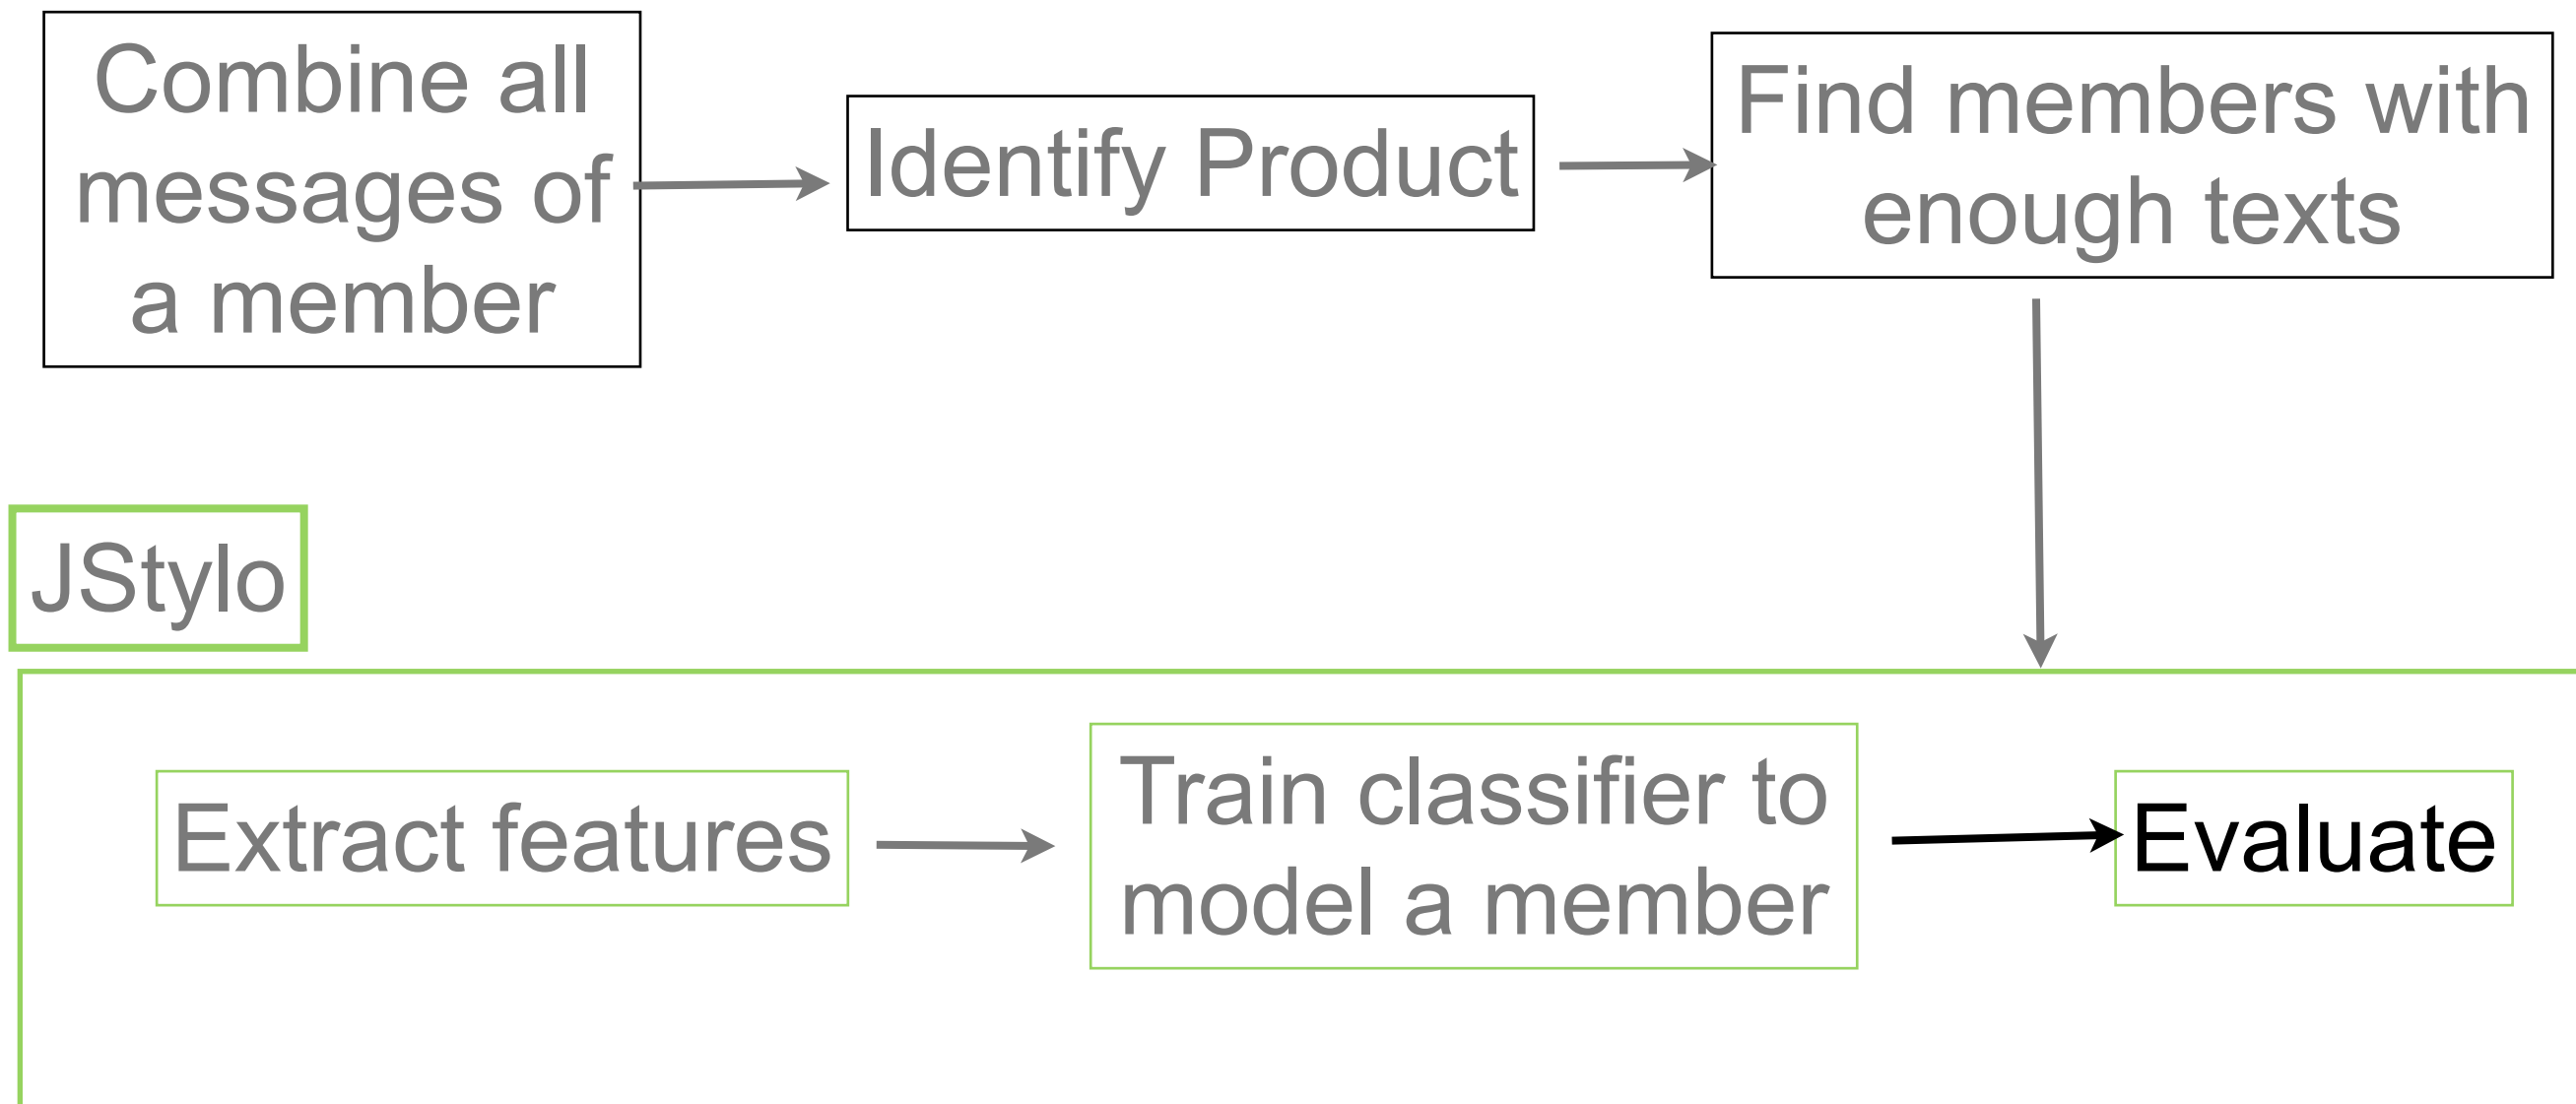 Combine all
messages of
a member
Identify Product
Find members with
enough texts
JStylo
Extract features
Train classifier to
model a member
Evaluate